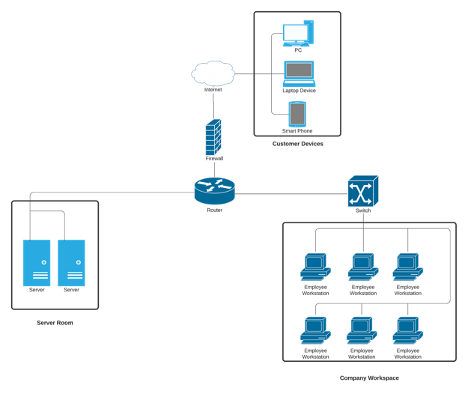 PC
Internet
Laptop Device
Smart Phone
Customer Devices
Firewall
Router
Switch
Server
Server
Server Room
Employee
Workstation
Employee
Workstation
Employee
Workstation
Employee
Workstation
Employee
Workstation
Employee
Workstation
Company Workspace